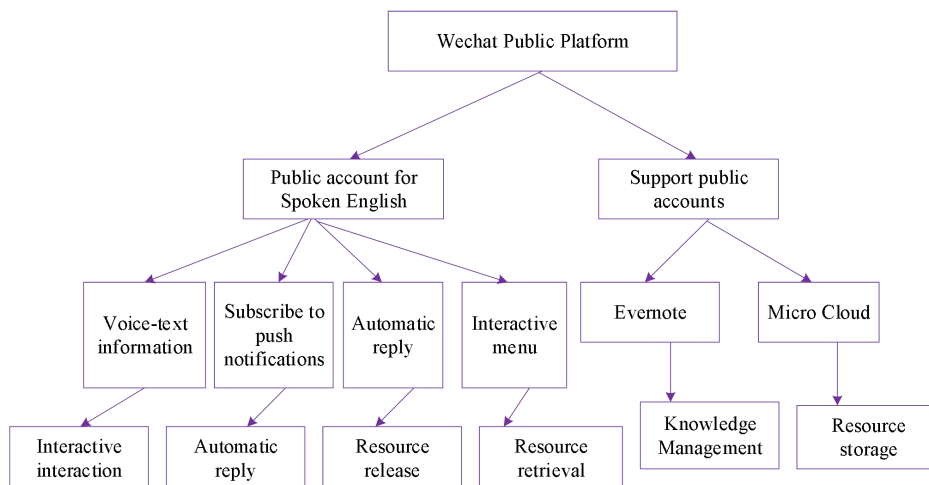 Wechat Public Platform
Public account for
Spoken English
Support public
accounts
Voice-text
information
Subscribe to
push
notifications
Automatic
reply
Interactive
menu
Evernote
Micro Cloud
Interactive
interaction
Automatic
reply
Resource
release
Resource
retrieval
Knowledge
Management
Resource
storage